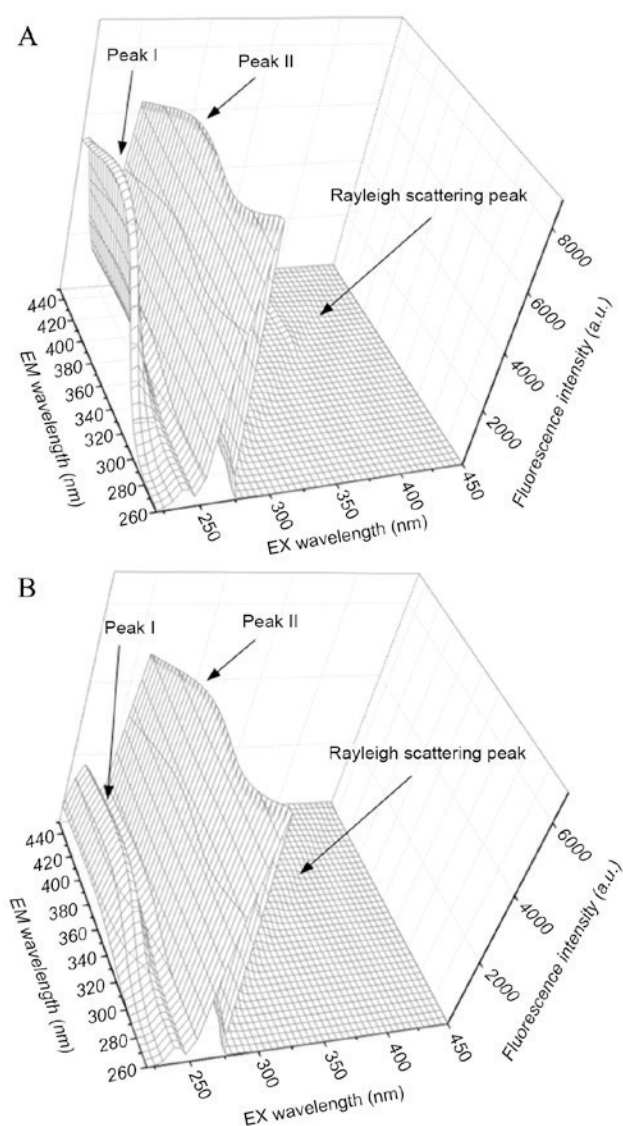 A
Peak I
Peak II
Rayleigh scattering peak
8000
6000
4000
2000
Fluorescence intensity (a.u.)
440
420
400
380
360
340
320
300
280
260
EM wavelength (nm)
250
300
350
400
450
EX wavelength (nm)
B
Peak I
Peak II
Rayleigh scattering peak
6000
4000
2000
Fluorescence intensity (a.u.)
440
420
400
380
360
340
320
300
280
260
EM wavelength (nm)
250
300
350
400
450
EX wavelength (nm)